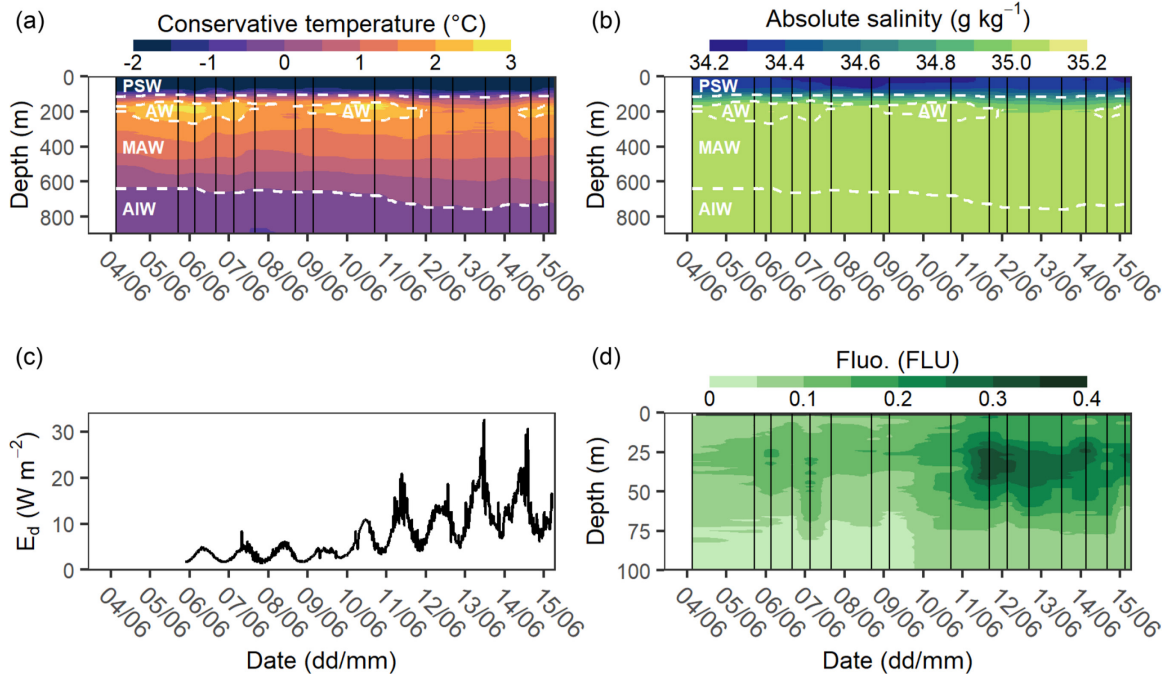 (a)
Conservative temperature (°C)
-2 -1 0 1 2 3
0
200
400
600
800
Depth (m)
PSW
AW AW
MAW
AIW
04/06 05/06 06/06 07/06 08/06 09/06 10/06 11/06 12/06 13/06 14/06 15/06
(b)
Absolute salinity (g kg⁻¹)
34.2 34.4 34.6 34.8 35.0 35.2
0
200
400
600
800
Depth (m)
PSW
AW AW
MAW
AIW
04/06 05/06 06/06 07/06 08/06 09/06 10/06 11/06 12/06 13/06 14/06 15/06
(c)
30
20
10
0
E_d (W m⁻²)
04/06 05/06 06/06 07/06 08/06 09/06 10/06 11/06 12/06 13/06 14/06 15/06
Date (dd/mm)
(d)
Fluo. (FLU)
0 0.1 0.2 0.3 0.4
0
25
50
75
100
Depth (m)
04/06 05/06 06/06 07/06 08/06 09/06 10/06 11/06 12/06 13/06 14/06 15/06
Date (dd/mm)